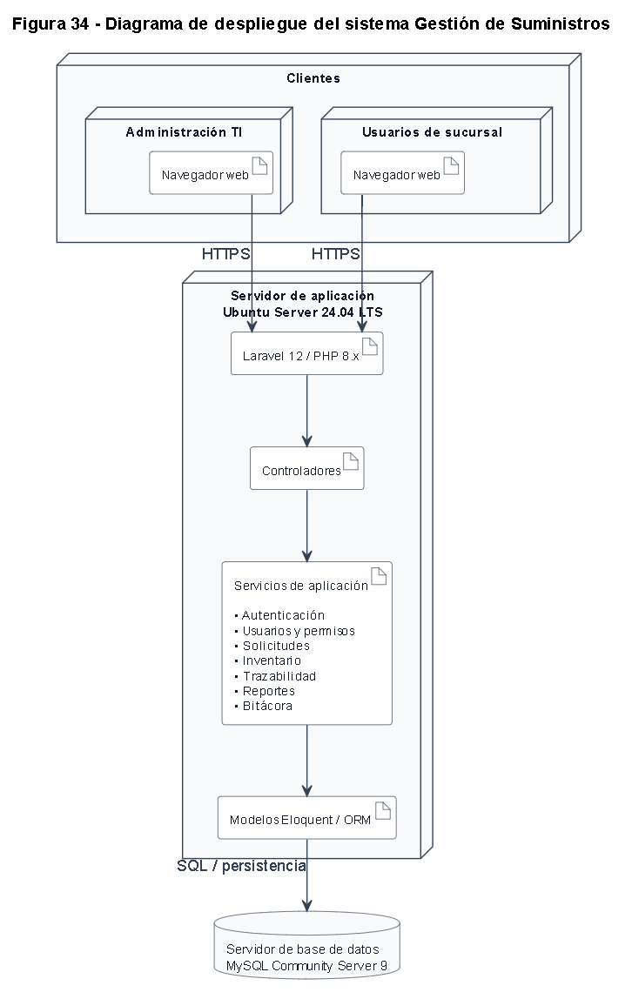 Figura 34 - Diagrama de despliegue del sistema Gestión de Suministros
Clientes
Administración TI
Navegador web
Usuarios de sucursal
Navegador web
HTTPS
HTTPS
Servidor de aplicación
Ubuntu Server 24.04 LTS
Laravel 12 / PHP 8.x
Controladores
Servicios de aplicación
• Autenticación
• Usuarios y permisos
• Solicitudes
• Inventario
• Trazabilidad
• Reportes
• Bitácora
Modelos Eloquent / ORM
SQL / persistencia
Servidor de base de datos
MySQL Community Server 9